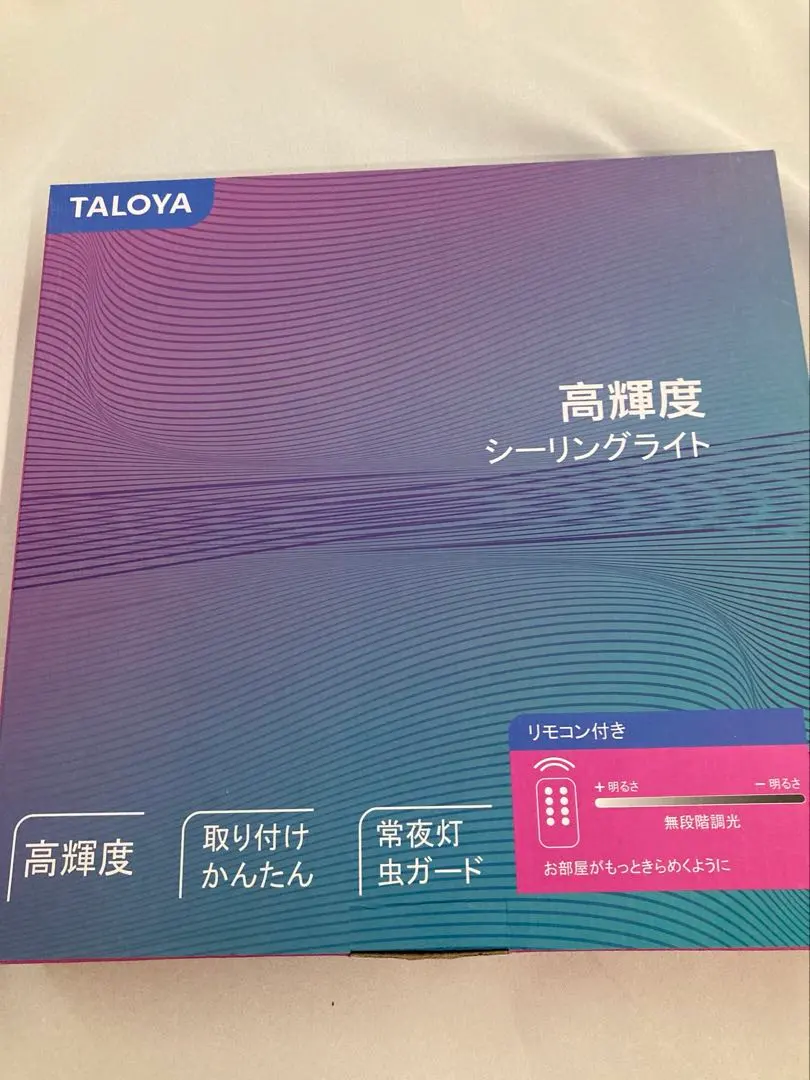 TALOYA
高輝度
シーリングライト
リモコン付き
+ 明るさ
− 明るさ
無段階調光
お部屋がもっときらめくように
高輝度
取り付け
かんたん
常夜灯
虫ガード